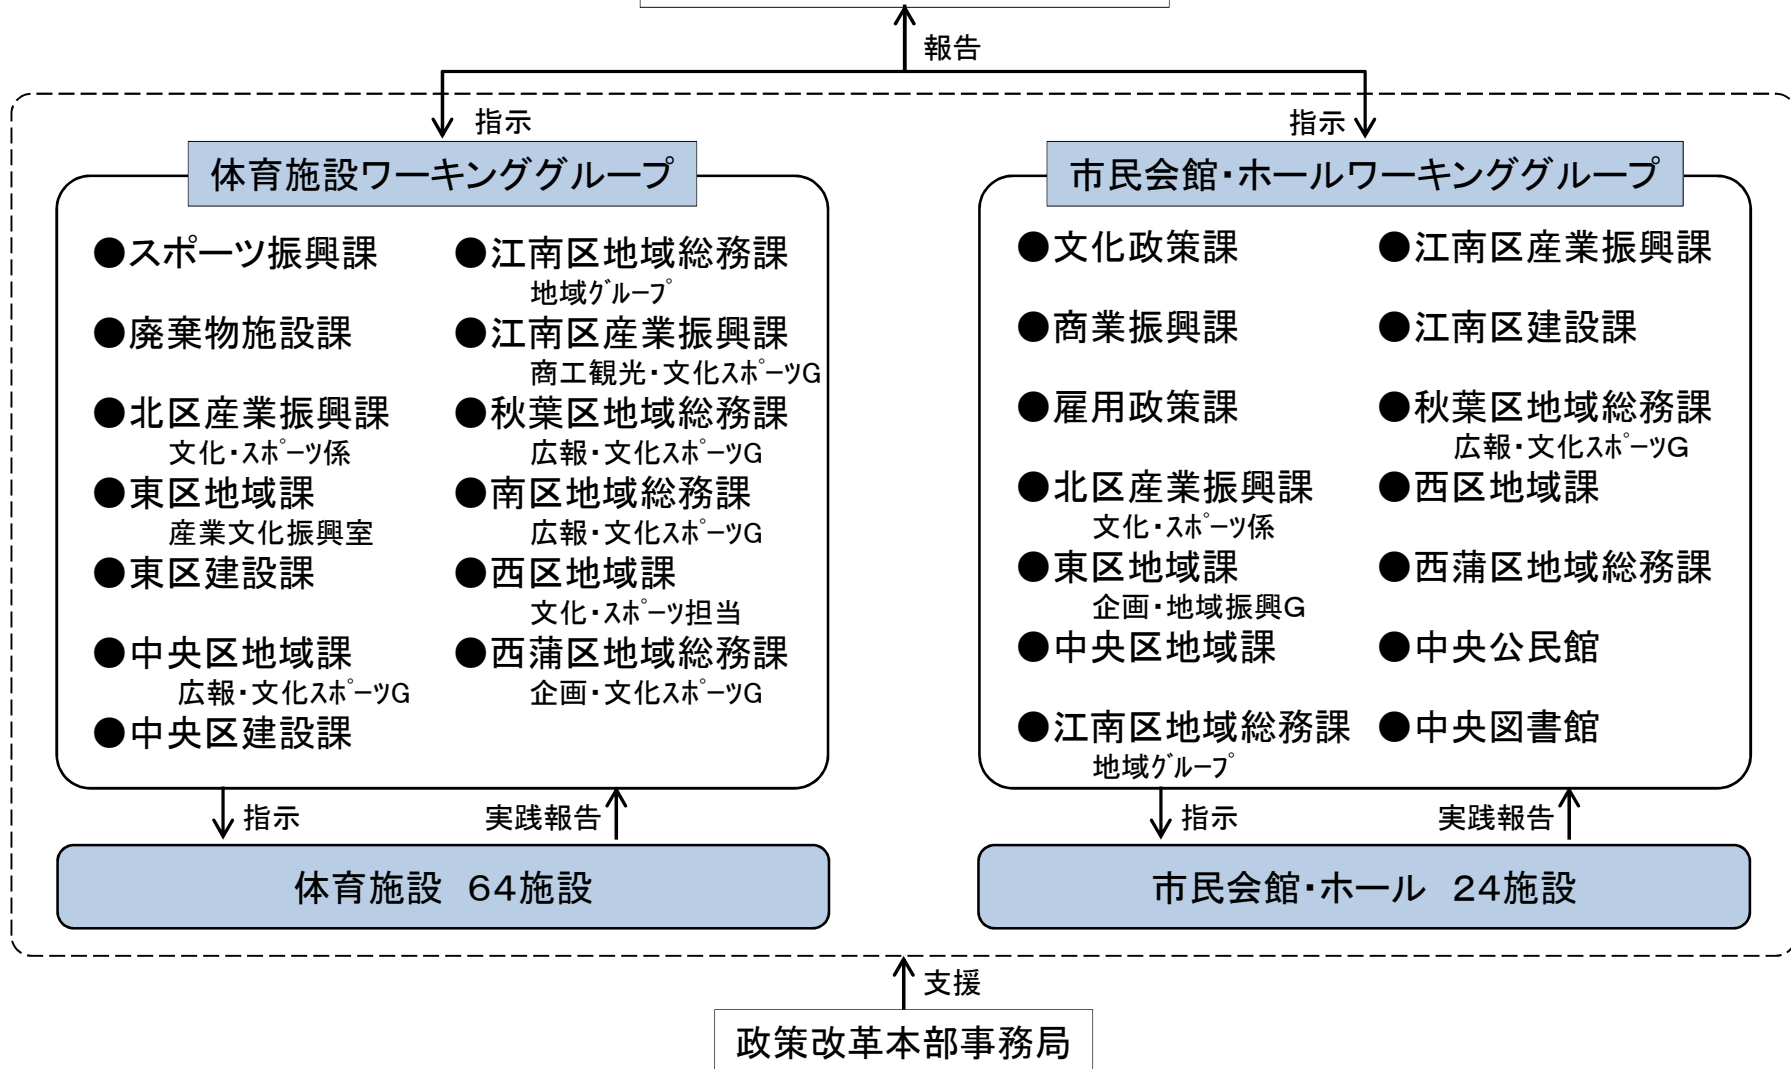 報告
指示
指示
体育施設ワーキンググループ
●スポーツ振興課
●廃棄物施設課
●北区産業振興課
文化・ｽﾎﾟｰﾂ係
●東区地域課
産業文化振興室
●東区建設課
●中央区地域課
広報・文化ｽﾎﾟｰﾂG
●中央区建設課
●江南区地域総務課
地域ｸﾞﾙｰﾌﾟ
●江南区産業振興課
商工観光・文化ｽﾎﾟｰﾂG
●秋葉区地域総務課
広報・文化ｽﾎﾟｰﾂG
●南区地域総務課
広報・文化ｽﾎﾟｰﾂG
●西区地域課
文化・ｽﾎﾟｰﾂ担当
●西蒲区地域総務課
企画・文化ｽﾎﾟｰﾂG
指示
実践報告
体育施設　６４施設
市民会館・ホールワーキンググループ
●文化政策課
●商業振興課
●雇用政策課
●北区産業振興課
文化・ｽﾎﾟｰﾂ係
●東区地域課
企画・地域振興G
●中央区地域課
●江南区地域総務課
地域ｸﾞﾙｰﾌﾟ
●江南区産業振興課
●江南区建設課
●秋葉区地域総務課
広報・文化ｽﾎﾟｰﾂG
●西区地域課
●西蒲区地域総務課
●中央公民館
●中央図書館
指示
実践報告
市民会館・ホール　２４施設
支援
政策改革本部事務局